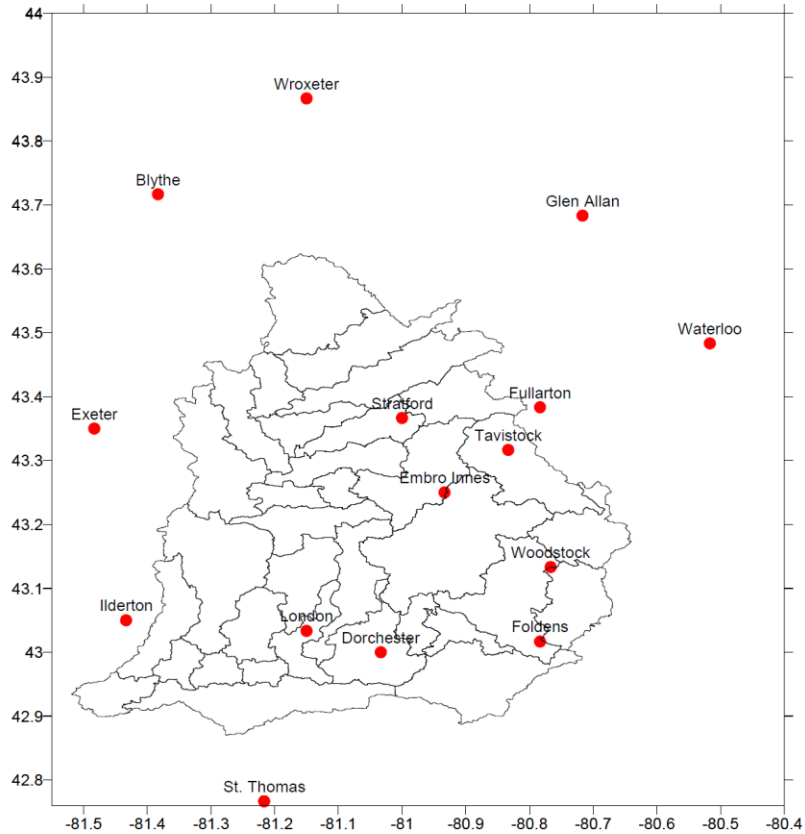 44
Wroxeter
43.9
43.8
Blythe
43.7
Glen Allan
43.6
43.5
Waterloo
43.4
Stratford
Fullarton
Exeter
Tavistock
43.3
Embro Innes
43.2
Woodstock
43.1
Ilderton
London
Foldens
Dorchester
43
42.9
42.8
St. Thomas
-81.5 -81.4 -81.3 -81.2 -81.1 -81 -80.9 -80.8 -80.7 -80.6 -80.5 -80.4